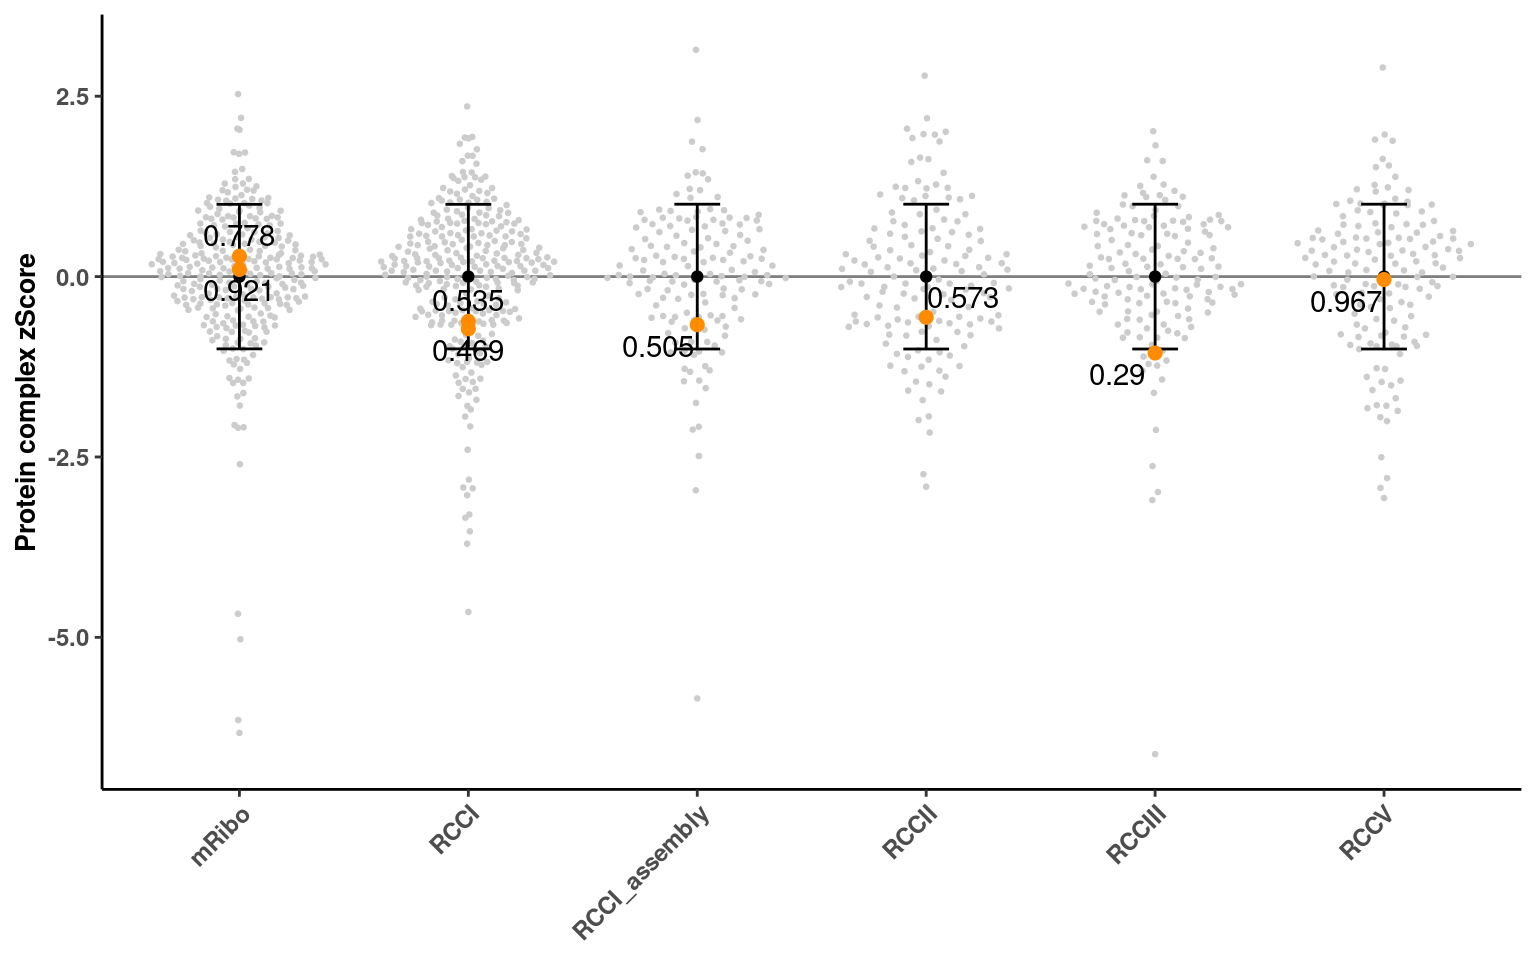 Protein complex zScore
2.5
0.0
-2.5
-5.0
0.778
0.921
0.535
0.469
0.505
0.573
0.29
0.967
mRibo
RCCI
RCCI_assembly
RCCII
RCCIII
RCCV